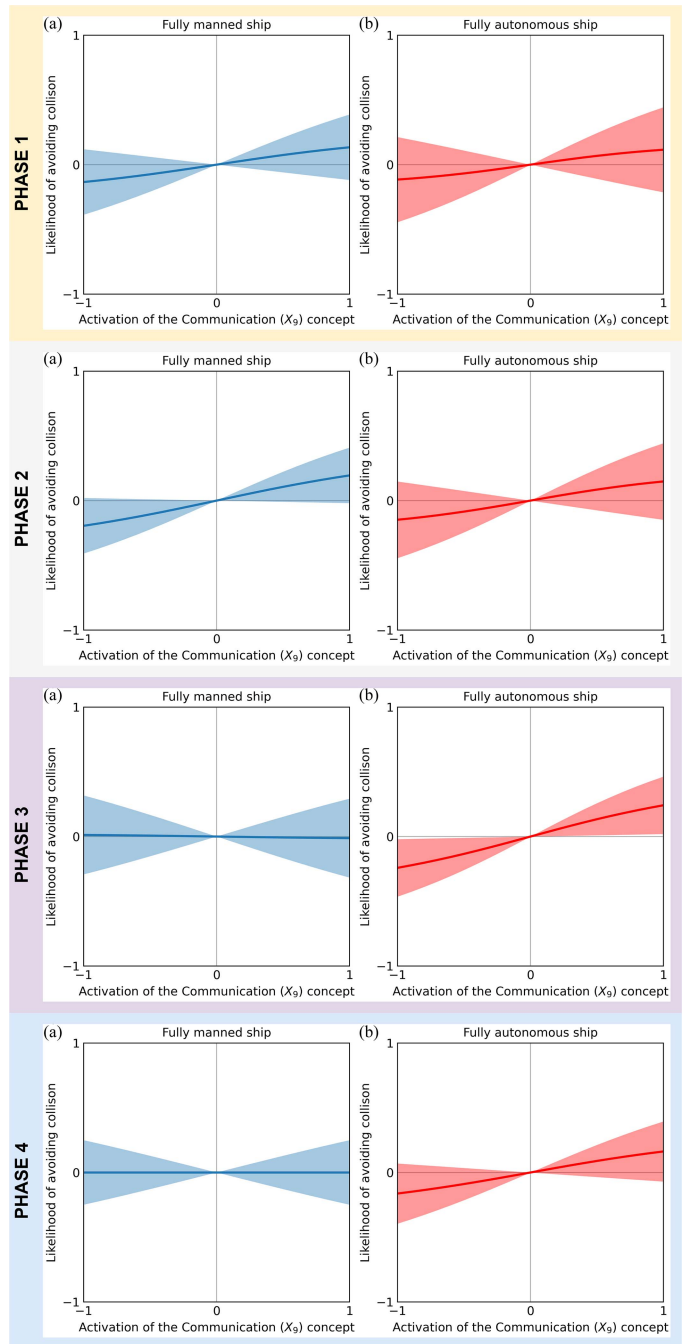 PHASE 1
(a)
Fully manned ship
Likelihood of avoiding collison
1
0
−1
−1
0
1
Activation of the Communication (X₉) concept
(b)
Fully autonomous ship
Likelihood of avoiding collison
1
0
−1
−1
0
1
Activation of the Communication (X₉) concept
PHASE 2
(a)
Fully manned ship
Likelihood of avoiding collison
1
0
−1
−1
0
1
Activation of the Communication (X₉) concept
(b)
Fully autonomous ship
Likelihood of avoiding collison
1
0
−1
−1
0
1
Activation of the Communication (X₉) concept
PHASE 3
(a)
Fully manned ship
Likelihood of avoiding collison
1
0
−1
−1
0
1
Activation of the Communication (X₉) concept
(b)
Fully autonomous ship
Likelihood of avoiding collison
1
0
−1
−1
0
1
Activation of the Communication (X₉) concept
PHASE 4
(a)
Fully manned ship
Likelihood of avoiding collison
1
0
−1
−1
0
1
Activation of the Communication (X₉) concept
(b)
Fully autonomous ship
Likelihood of avoiding collison
1
0
−1
−1
0
1
Activation of the Communication (X₉) concept